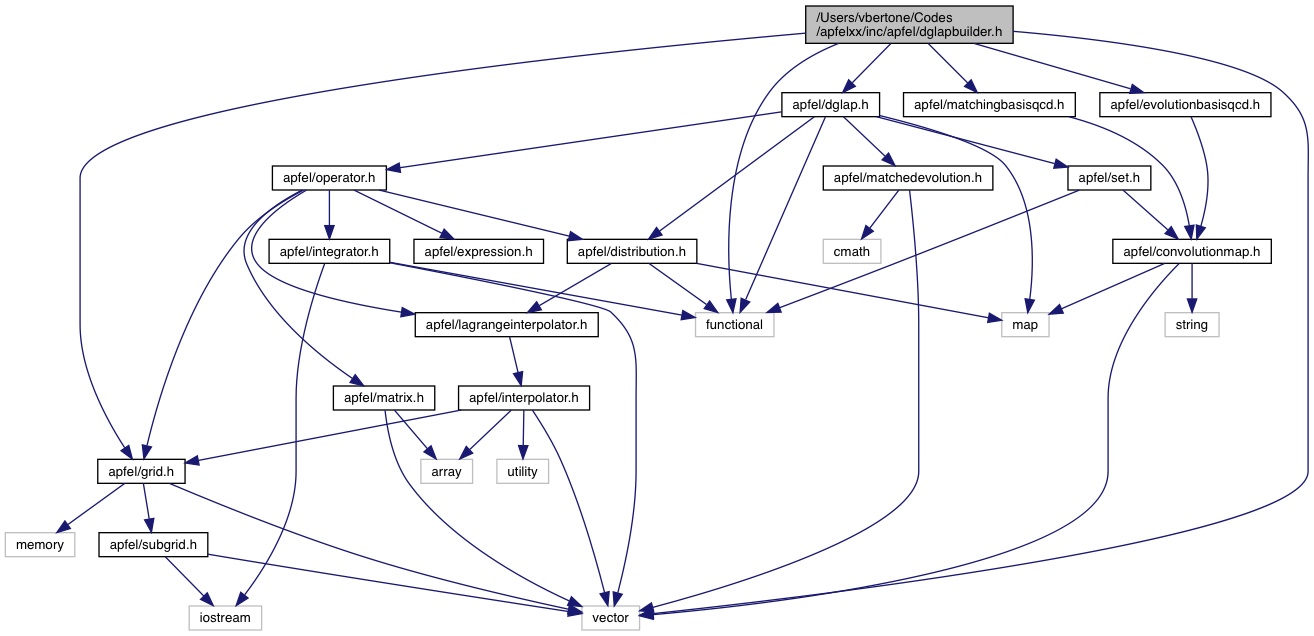 /Users/vbertone/Codes
/apfelxx/inc/apfel/dglapbuilder.h
apfel/dglap.h
apfel/matchingbasisqcd.h
apfel/evolutionbasisqcd.h
apfel/operator.h
apfel/matchedevolution.h
apfel/set.h
apfel/integrator.h
apfel/expression.h
apfel/distribution.h
cmath
apfel/convolutionmap.h
apfel/lagrangeinterpolator.h
functional
map
string
apfel/matrix.h
apfel/interpolator.h
apfel/grid.h
array
utility
memory
apfel/subgrid.h
iostream
vector